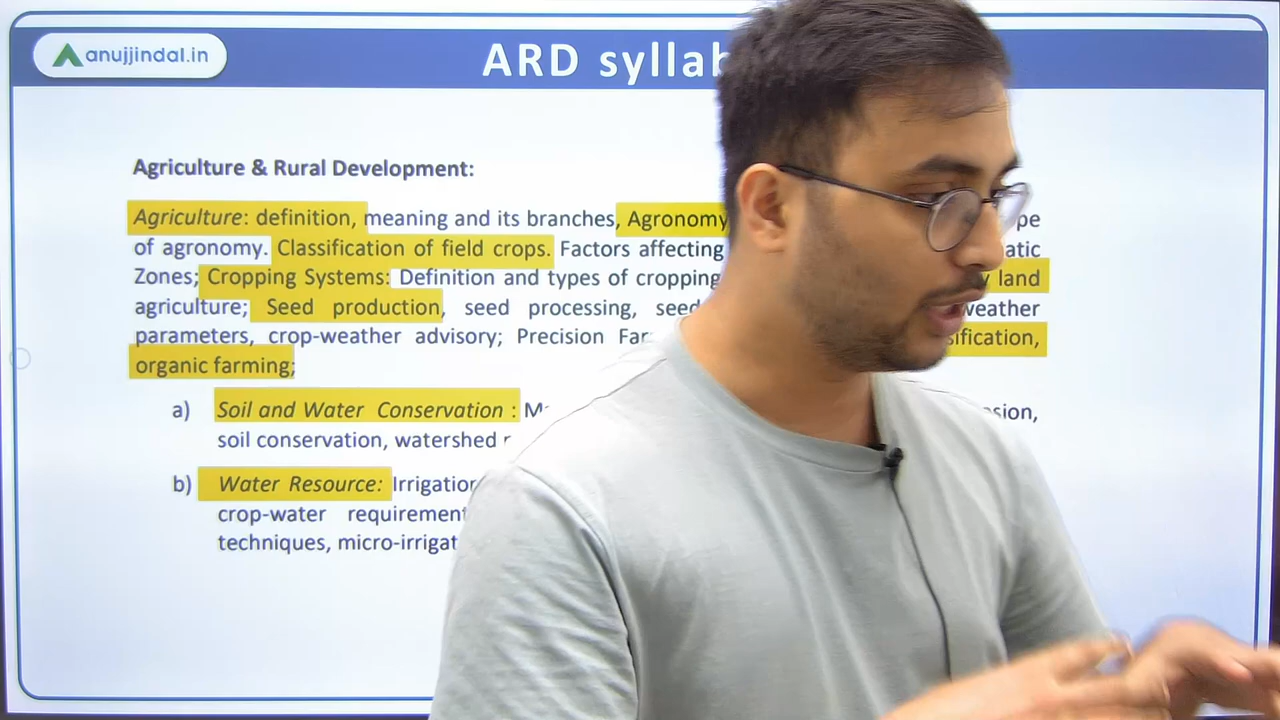 anujjindal.in
ARD syllab
Agriculture & Rural Development:
Agriculture: definition, meaning and its branches, Agronomy
of agronomy. Classification of field crops. Factors affecting
Zones; Cropping Systems: Definition and types of cropping land
agriculture; Seed production, seed processing, seed weather
parameters, crop-weather advisory; Precision
organic farming;
a) Soil and Water Conservation :
soil conservation, watershed
b) Water Resource: Irrigation
crop-water requirement
techniques,